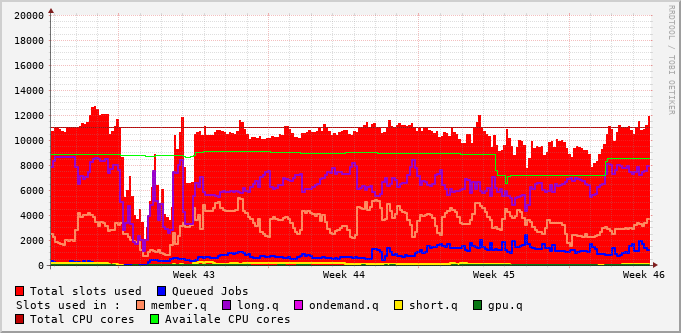 20000
18000
16000
14000
12000
10000
8000
6000
4000
2000
0
Week 43 Week 44 Week 45 Week 46
RRDTOOL / TOBI OETIKER
Total slots used Queued Jobs
Slots used in : member.q long.q ondemand.q short.q gpu.q
Total CPU cores Availale CPU cores